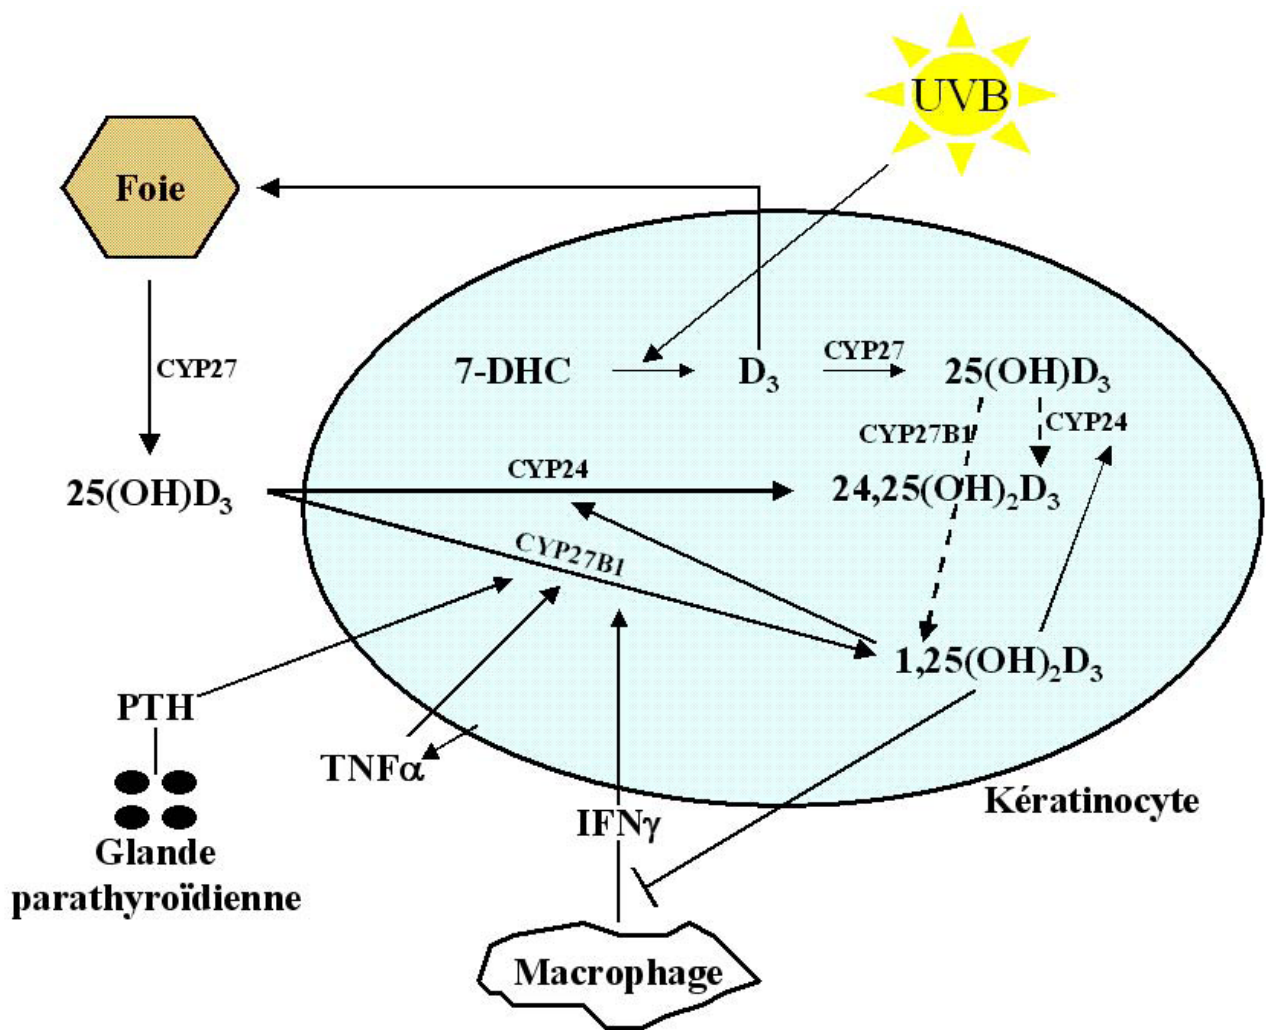 UVB
Foie
CYP27
7-DHC
D₃
CYP27
25(OH)D₃
CYP27B1
CYP24
25(OH)D₃
CYP24
24,25(OH)₂D₃
CYP27B1
1,25(OH)₂D₃
PTH
TNFα
IFNγ
Kératinocyte
Glande
parathyroïdienne
Macrophage